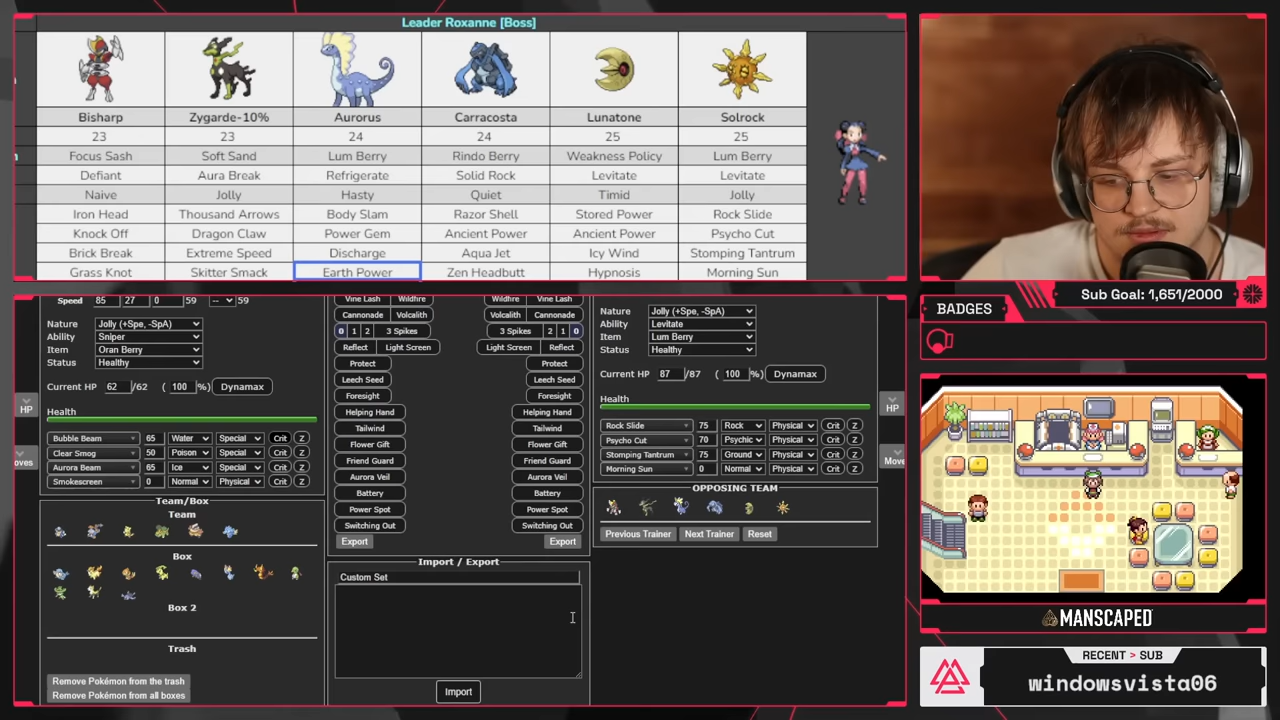 Leader Roxanne [Boss]
Bisharp Zygarde-10% Aurorus Carracosta Lunatone Solrock
23 23 24 24 25 25
Focus Sash Soft Sand Lum Berry Rindo Berry Weakness Policy Lum Berry
Defiant Aura Break Refrigerate Solid Rock Levitate Levitate
Naive Jolly Hasty Quiet Timid Jolly
Iron Head Thousand Arrows Body Slam Razor Shell Stored Power Rock Slide
Knock Off Dragon Claw Power Gem Ancient Power Ancient Power Psycho Cut
Brick Break Extreme Speed Discharge Aqua Jet Icy Wind Stomping Tantrum
Grass Knot Skitter Smack Earth Power Zen Headbutt Hypnosis Morning Sun
Speed 85 27 0 59 -- 59
Nature Jolly (+Spe, -SpA)
Ability Sniper
Item Oran Berry
Status Healthy
Current HP 62 /62 ( 100 %) Dynamax
HP
Health
Bubble Beam 65 Water Special Crit Z
Clear Smog 50 Poison Special Crit Z
Aurora Beam 65 Ice Special Crit Z
Smokescreen 0 Normal Physical Crit Z
oves
Team/Box
Team
Box
Box 2
Trash
Remove Pokémon from the trash
Remove Pokémon from all boxes
Vine Lash Wildfire Wildfire Vine Lash
Cannonade Volcalith Volcalith Cannonade
0 1 2 3 Spikes 3 Spikes 2 1 0
Reflect Light Screen Light Screen Reflect
Protect Protect
Leech Seed Leech Seed
Foresight Foresight
Helping Hand Helping Hand
Tailwind Tailwind
Flower Gift Flower Gift
Friend Guard Friend Guard
Aurora Veil Aurora Veil
Battery Battery
Power Spot Power Spot
Switching Out Switching Out
Export Export
Import / Export
Custom Set
Import
Nature Jolly (+Spe, -SpA)
Ability Levitate
Item Lum Berry
Status Healthy
Current HP 87 /87 ( 100 %) Dynamax
HP
Health
Rock Slide 75 Rock Physical Crit Z
Psycho Cut 70 Psychic Physical Crit Z
Stomping Tantrum 75 Ground Physical Crit Z
Morning Sun 0 Normal Physical Crit Z
Move
OPPOSING TEAM
Previous Trainer Next Trainer Reset
Sub Goal: 1,651/2000
BADGES
MANSCAPED
RECENT > SUB
windowsvista06